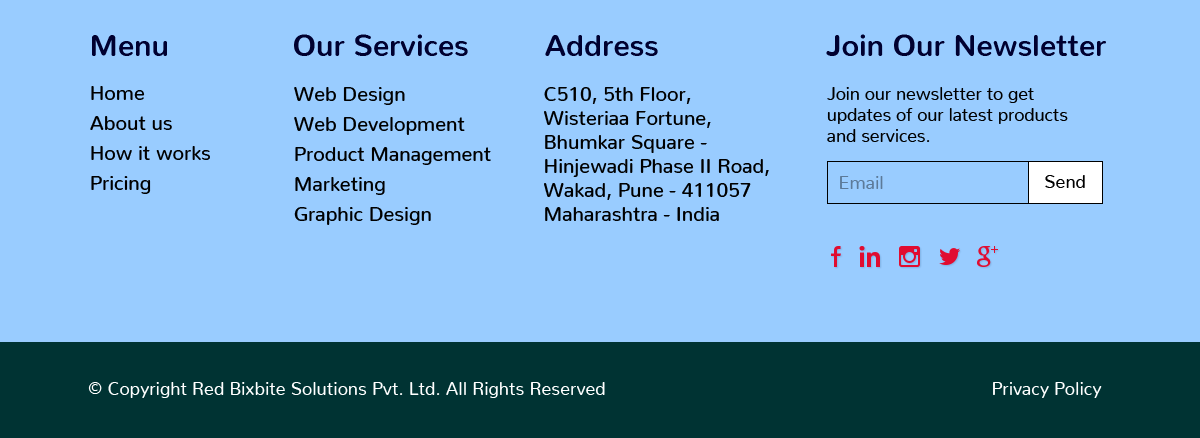 Menu
Home
About us
How it works
Pricing
Our Services
Web Design
Web Development
Product Management
Marketing
Graphic Design
Address
C510, 5th Floor,
Wisteriaa Fortune,
Bhumkar Square -
Hinjewadi Phase II Road,
Wakad, Pune - 411057
Maharashtra - India
Join Our Newsletter
Join our newsletter to get
updates of our latest products
and services.
Email
Send
© Copyright Red Bixbite Solutions Pvt. Ltd. All Rights Reserved
Privacy Policy